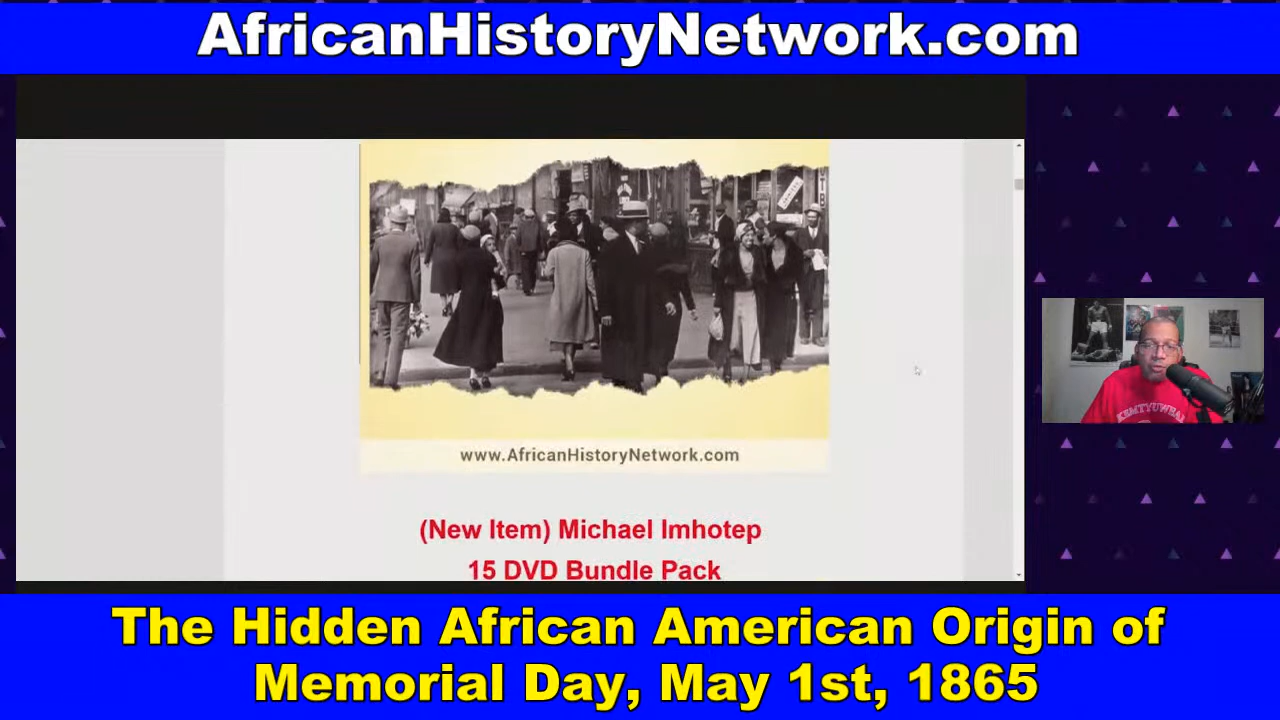 AfricanHistoryNetwork.com
www.AfricanHistoryNetwork.com
(New Item) Michael Imhotep
15 DVD Bundle Pack
The Hidden African American Origin of
Memorial Day, May 1st, 1865